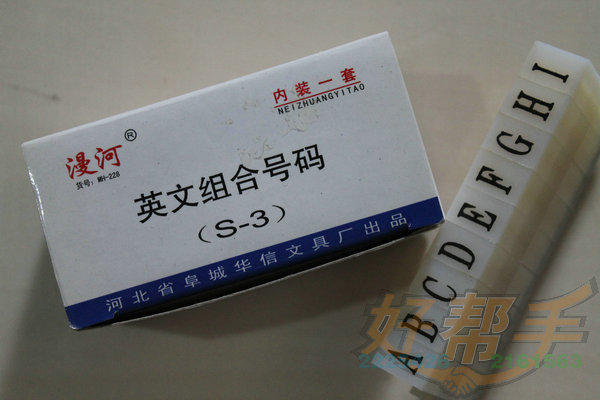 漫河®
货号：MH-228
内装一套
NEIZHUANGYITAO
英文组合号码
（S-3）
河北省阜城华信文具厂出品
A B C D E F G H I
好帮手